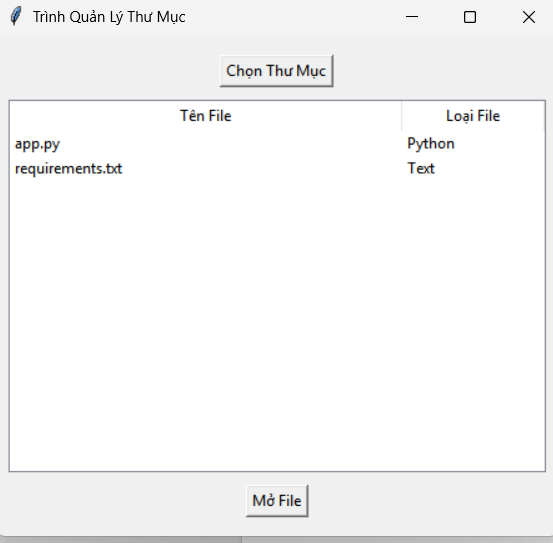 Trình Quản Lý Thư Mục
Chọn Thư Mục
Tên File Loại File
app.py Python
requirements.txt Text
Mở File